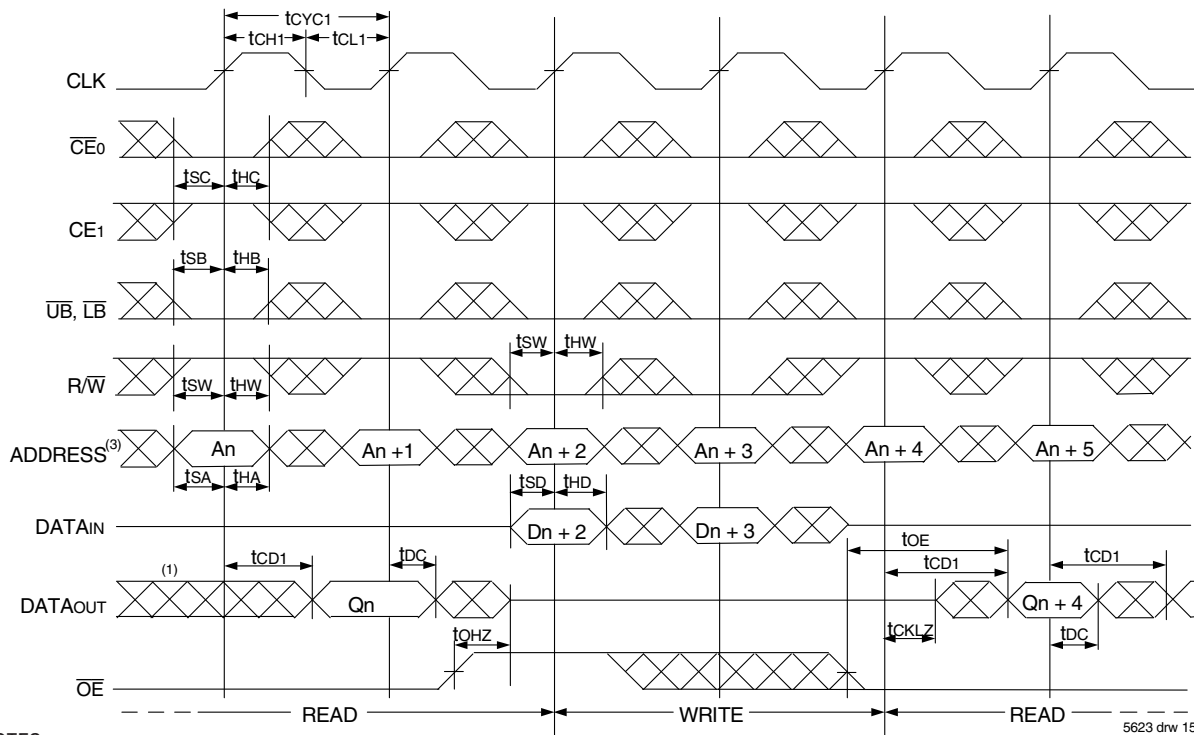 tCYC1
tCH1 tCL1
CLK
CE0
tSC tHC
CE1
tSB tHB
UB, LB
tSW tHW
R/W
tSW tHW
ADDRESS(3) An An +1 An + 2 An + 3 An + 4 An + 5
tSA tHA
tSD tHD
DATAIN Dn + 2 Dn + 3
tOE
tCD1 tDC tCD1 tCD1
(1)
DATAOUT Qn Qn + 4
tOHZ tCKLZ tDC
OE
READ WRITE READ
5623 drw 15